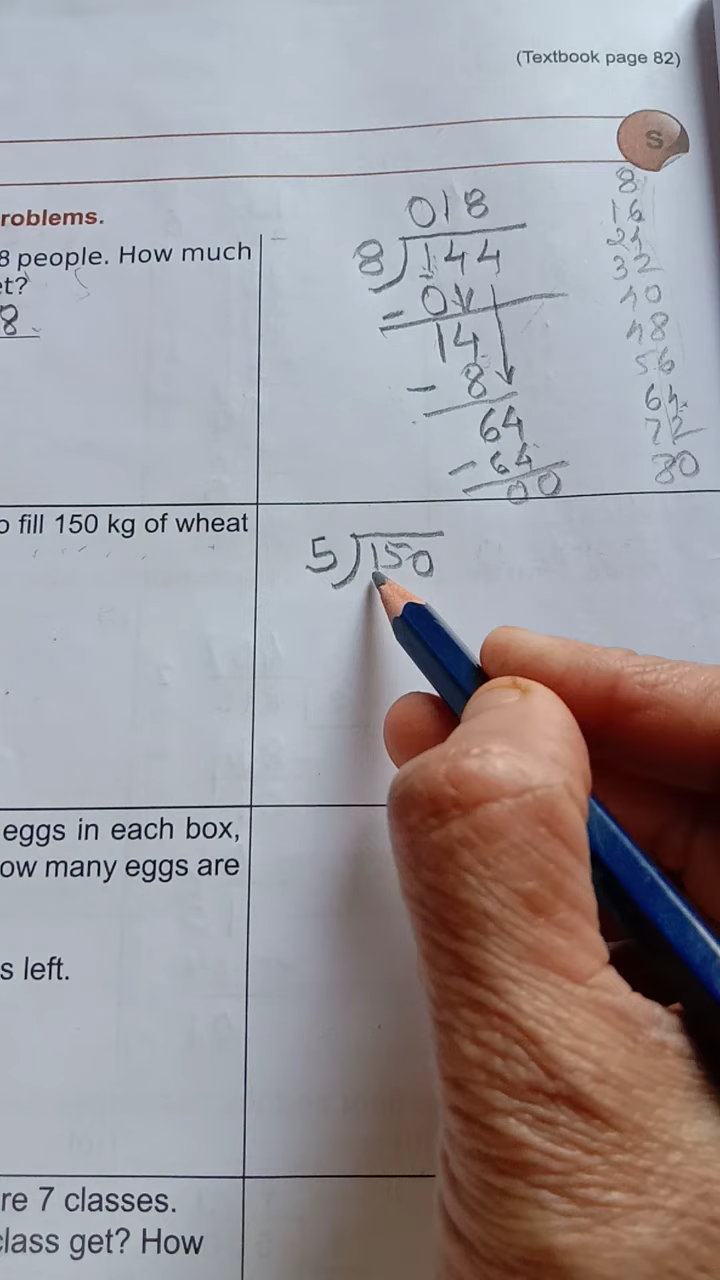 (Textbook page 82)
S
roblems.
8 people. How much
et?
8
018
8)144
- 0
14
- 8
64
- 64
00
8
16
24
32
40
48
56
64
72
80
o fill 150 kg of wheat
5)150
eggs in each box,
ow many eggs are
s left.
re 7 classes.
class get? How